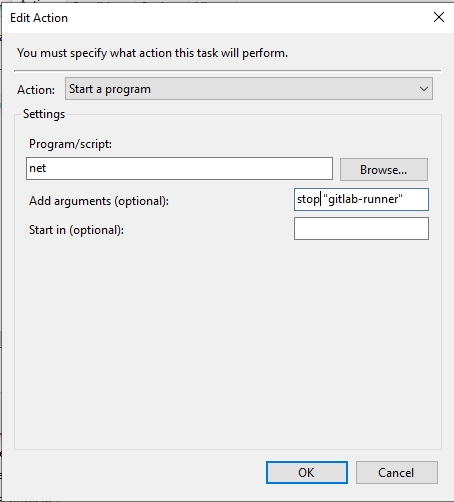 Edit Action
You must specify what action this task will perform.
Action: Start a program
Settings
Program/script:
net
Browse...
Add arguments (optional): stop "gitlab-runner"
Start in (optional):
OK Cancel